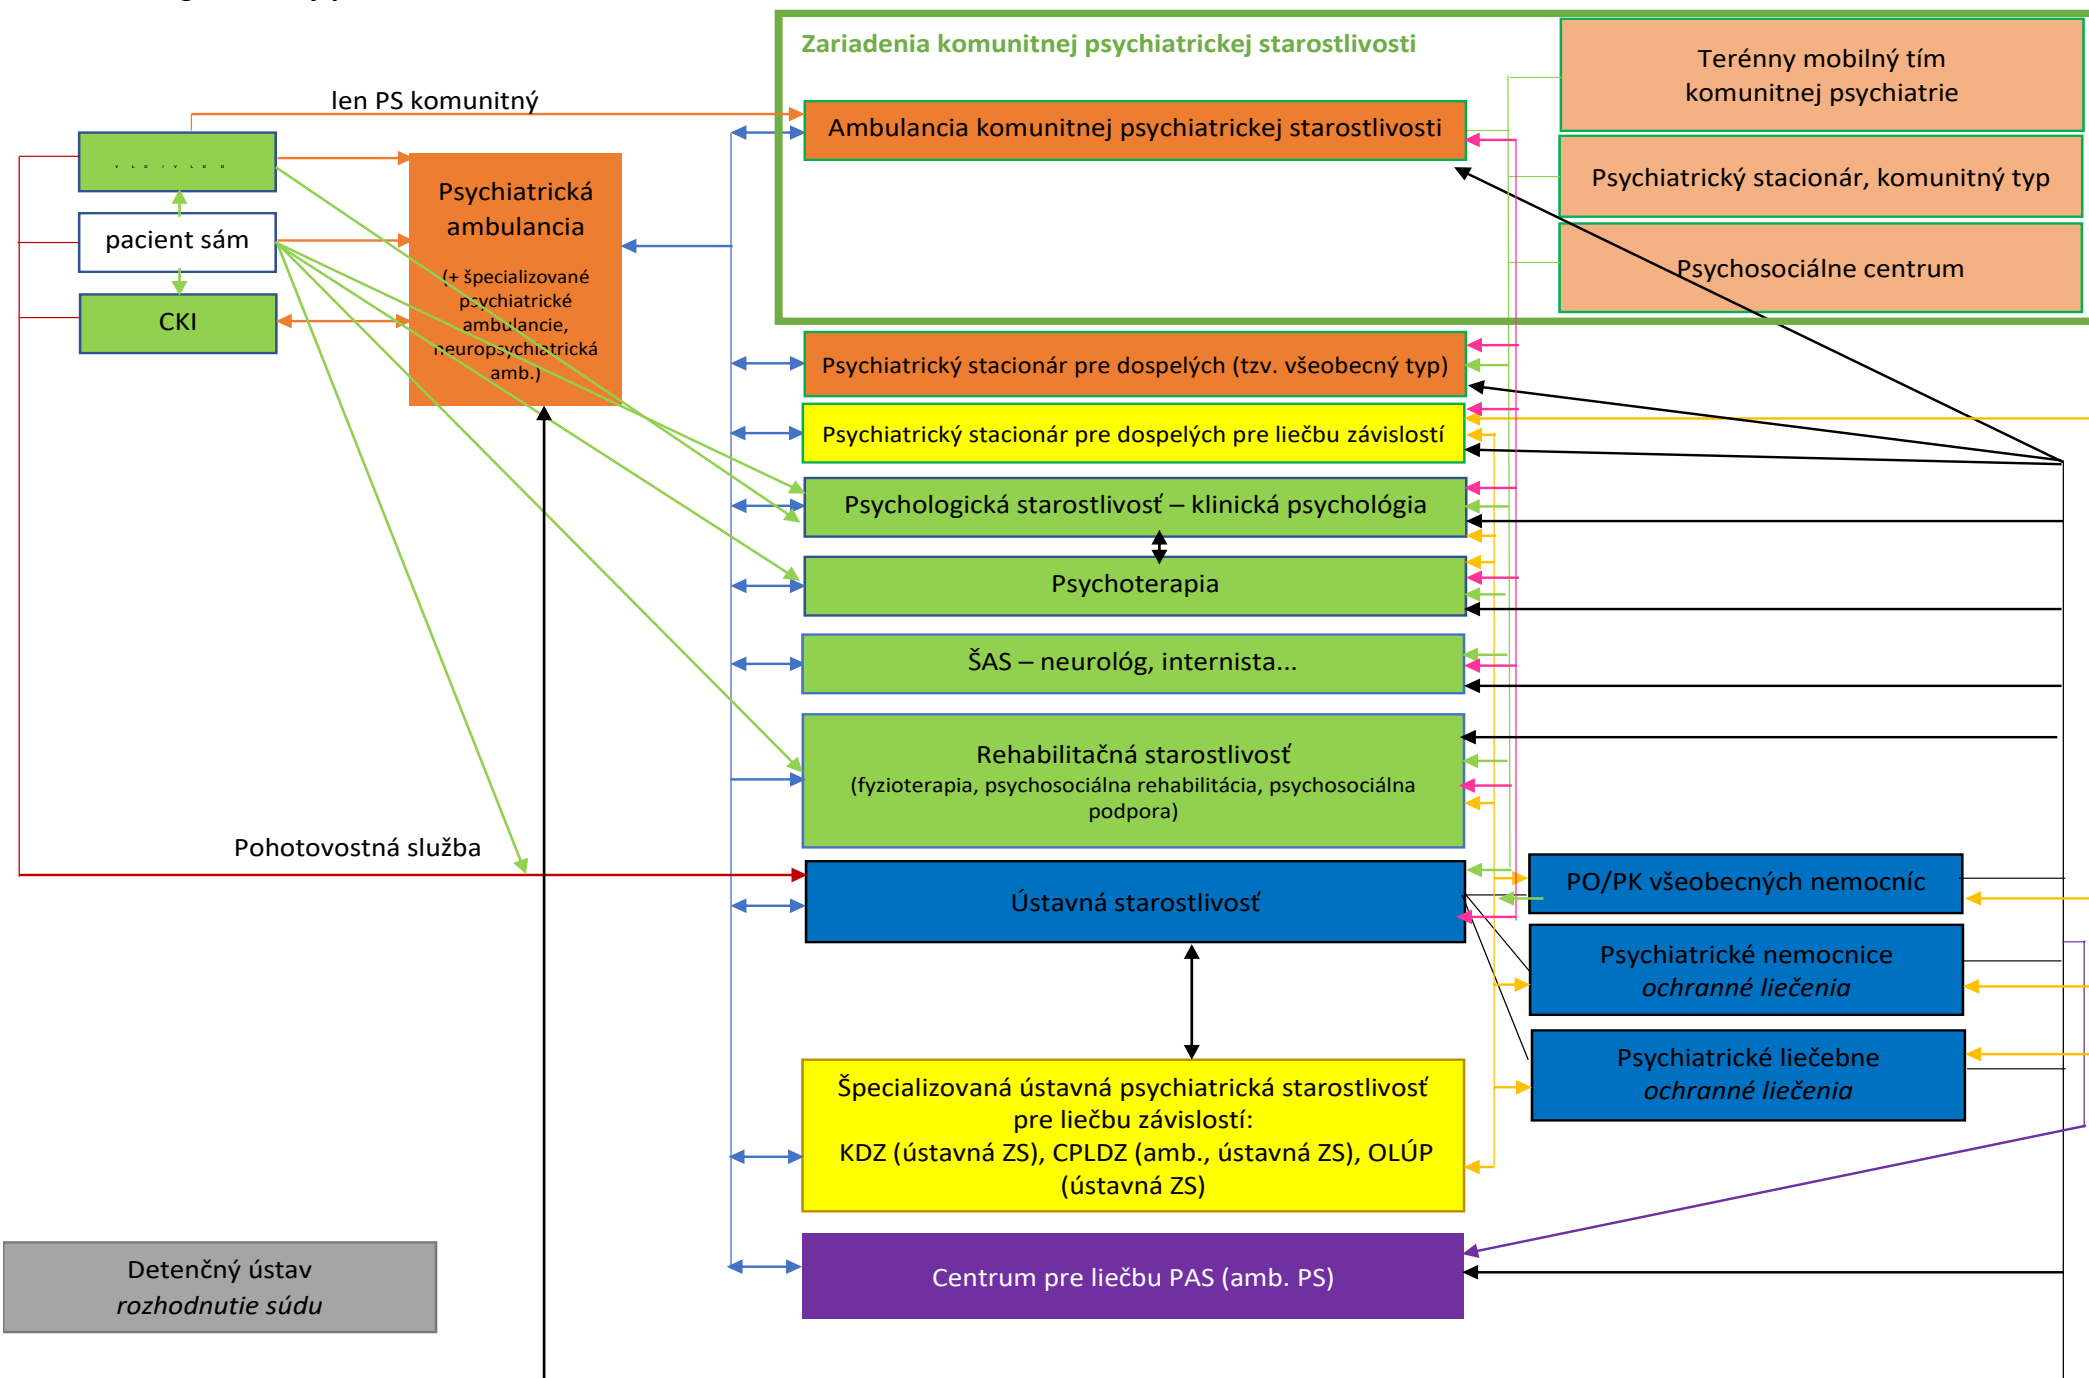 Zariadenia komunitnej psychiatrickej starostlivosti
Terénny mobilný tím
komunitnej psychiatrie
len PS komunitný
Ambulancia komunitnej psychiatrickej starostlivosti
Psychiatrický stacionár, komunitný typ
Psychosociálne centrum
pacient sám
CKI
Psychiatrická
ambulancia
(+ špecializované
psychiatrické
ambulancie,
neuropsychiatrická
amb.)
Psychiatrický stacionár pre dospelých (tzv. všeobecný typ)
Psychiatrický stacionár pre dospelých pre liečbu závislostí
Psychologická starostlivosť – klinická psychológia
Psychoterapia
ŠAS – neurológ, internista...
Rehabilitačná starostlivosť
(fyzioterapia, psychosociálna rehabilitácia, psychosociálna
podpora)
Pohotovostná služba
Ústavná starostlivosť
PO/PK všeobecných nemocníc
Psychiatrické nemocnice
ochranné liečenia
Psychiatrické liečebne
ochranné liečenia
Špecializovaná ústavná psychiatrická starostlivosť
pre liečbu závislostí:
KDZ (ústavná ZS), CPLDZ (amb., ústavná ZS), OLÚP
(ústavná ZS)
Centrum pre liečbu PAS (amb. PS)
Detenčný ústav
rozhodnutie súdu